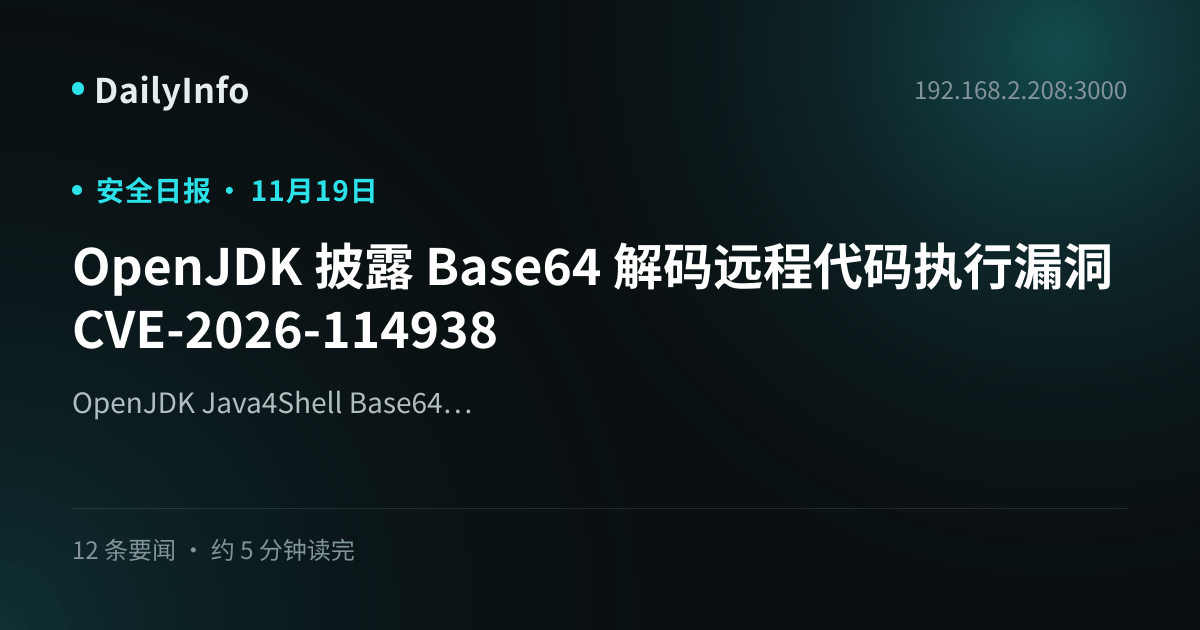 DailyInfo
192.168.2.208:3000
安全日报 · 11月19日
OpenJDK 披露 Base64 解码远程代码执行漏洞
CVE-2026-114938
OpenJDK Java4Shell Base64…
12 条要闻 · 约 5 分钟读完